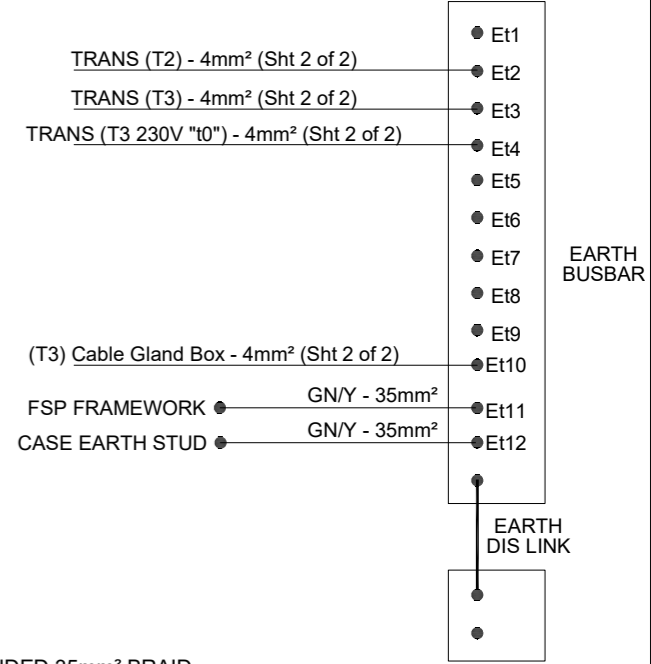 Et1
TRANS (T2) - 4mm² (Sht 2 of 2)
Et2
TRANS (T3) - 4mm² (Sht 2 of 2)
Et3
TRANS (T3 230V "t0") - 4mm² (Sht 2 of 2)
Et4
Et5
Et6
Et7
EARTH
BUSBAR
Et8
Et9
(T3) Cable Gland Box - 4mm² (Sht 2 of 2)
Et10
FSP FRAMEWORK
GN/Y - 35mm²
Et11
CASE EARTH STUD
GN/Y - 35mm²
Et12
EARTH
DIS LINK